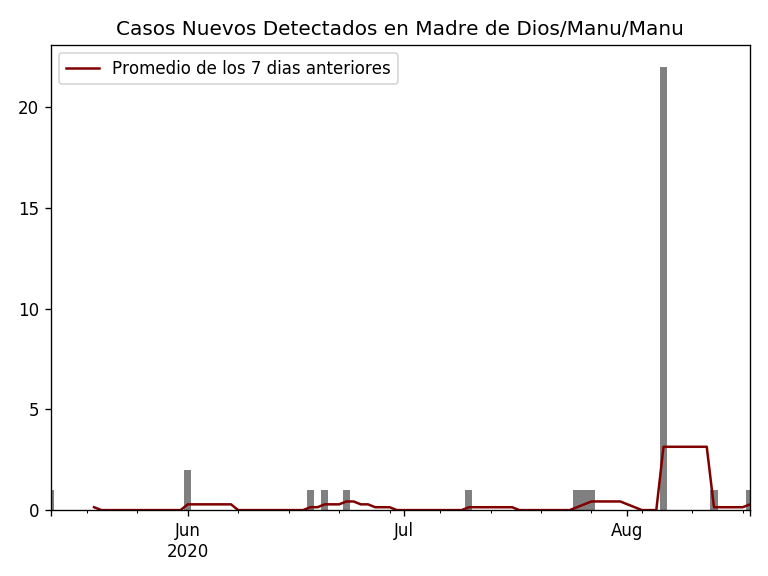 Casos Nuevos Detectados en Madre de Dios/Manu/Manu
Promedio de los 7 dias anteriores
20
15
10
5
0
Jun
2020
Jul
Aug